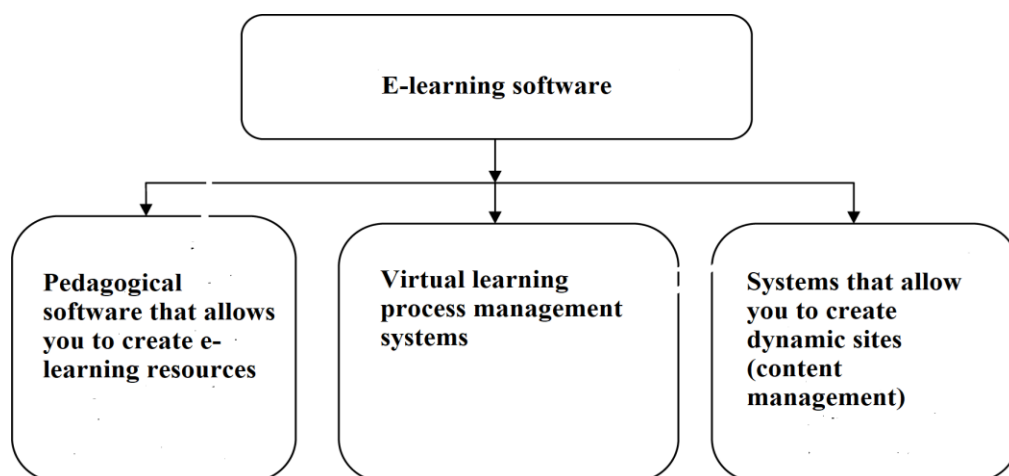 E-learning software
Pedagogical
software that allows
you to create e-
learning resources
Virtual learning
process management
systems
Systems that allow
you to create
dynamic sites
(content
management)